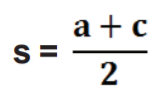 s = (a + c) / 2